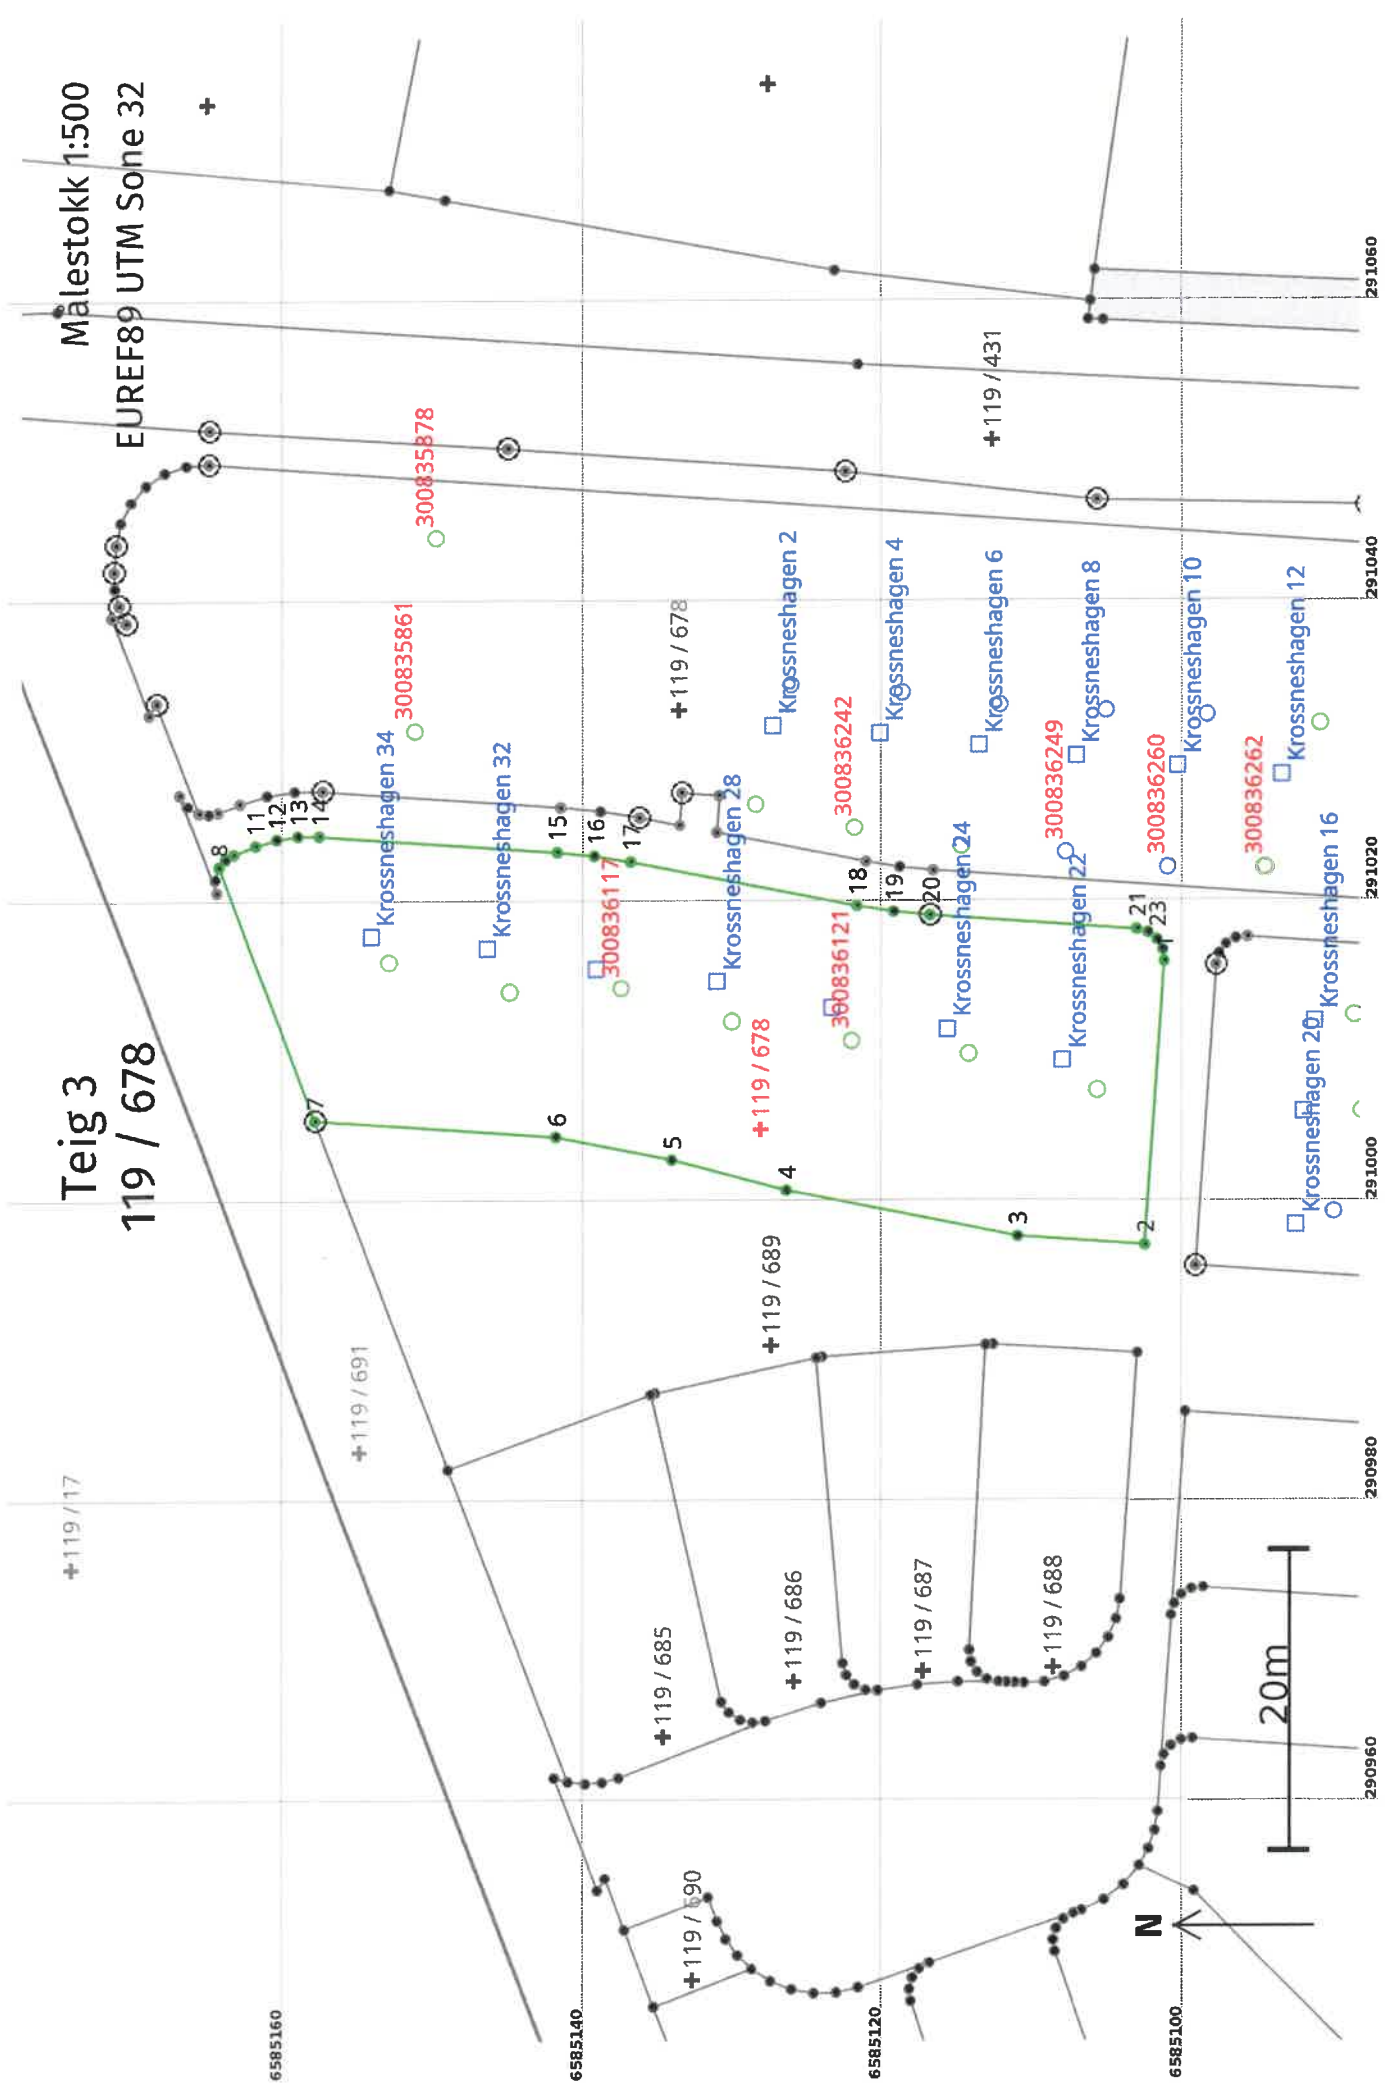 Teig 3
119 / 678
Målestokk 1:500
EUREF89 UTM Sone 32
+119/17
+119/691
+119/431
+119/678
+119/678
+119/689
+119/685
+119/686
+119/687
+119/688
+119/690
300835878
300835861
300836242
300836249
300836260
300836262
300836117
300836121
Krossneshagen 34
Krossneshagen 32
Krossneshagen 28
Krossneshagen 24
Krossneshagen 22
Krossneshagen 20
Krossneshagen 16
Krossneshagen 2
Krossneshagen 4
Krossneshagen 6
Krossneshagen 8
Krossneshagen 10
Krossneshagen 12
2
3
4
5
6
7
8
11
12
13
14
15
16
17
18
19
20
21
23
1
6585160
6585140
6585120
6585100
290960
290980
291000
291020
291040
291060
20m
N